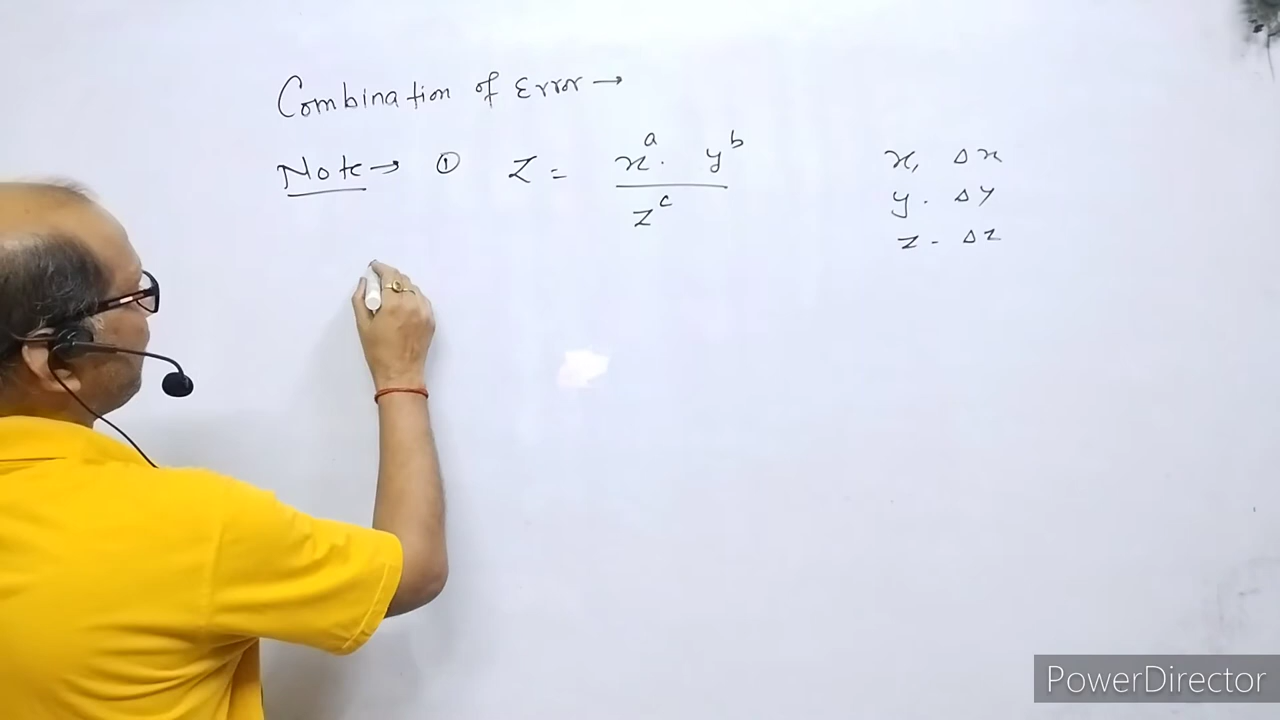 Combination of Error →
Note → ① Z = x^a · y^b / z^c
x, Δx
y · Δy
z - Δz
PowerDirector